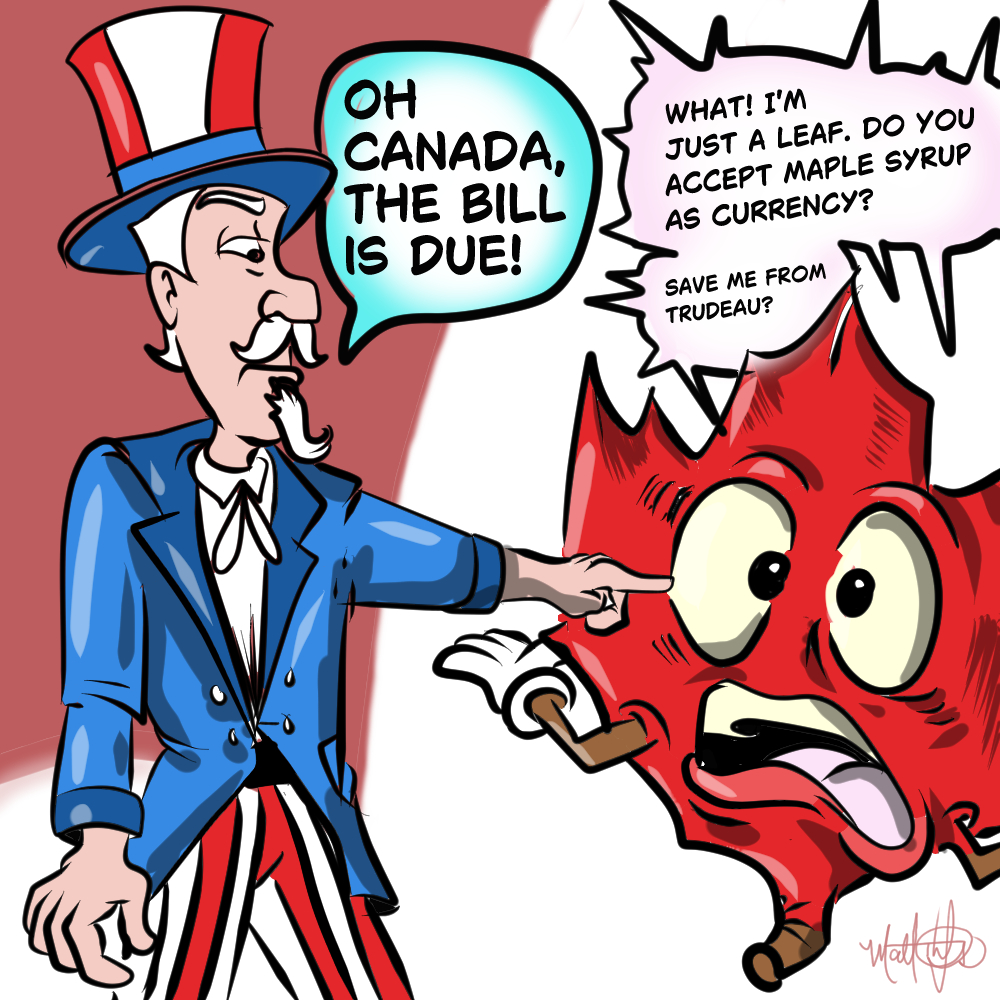 OH
CANADA,
THE BILL
IS DUE!
WHAT! I'M
JUST A LEAF. DO YOU
ACCEPT MAPLE SYRUP
AS CURRENCY?
SAVE ME FROM
TRUDEAU?